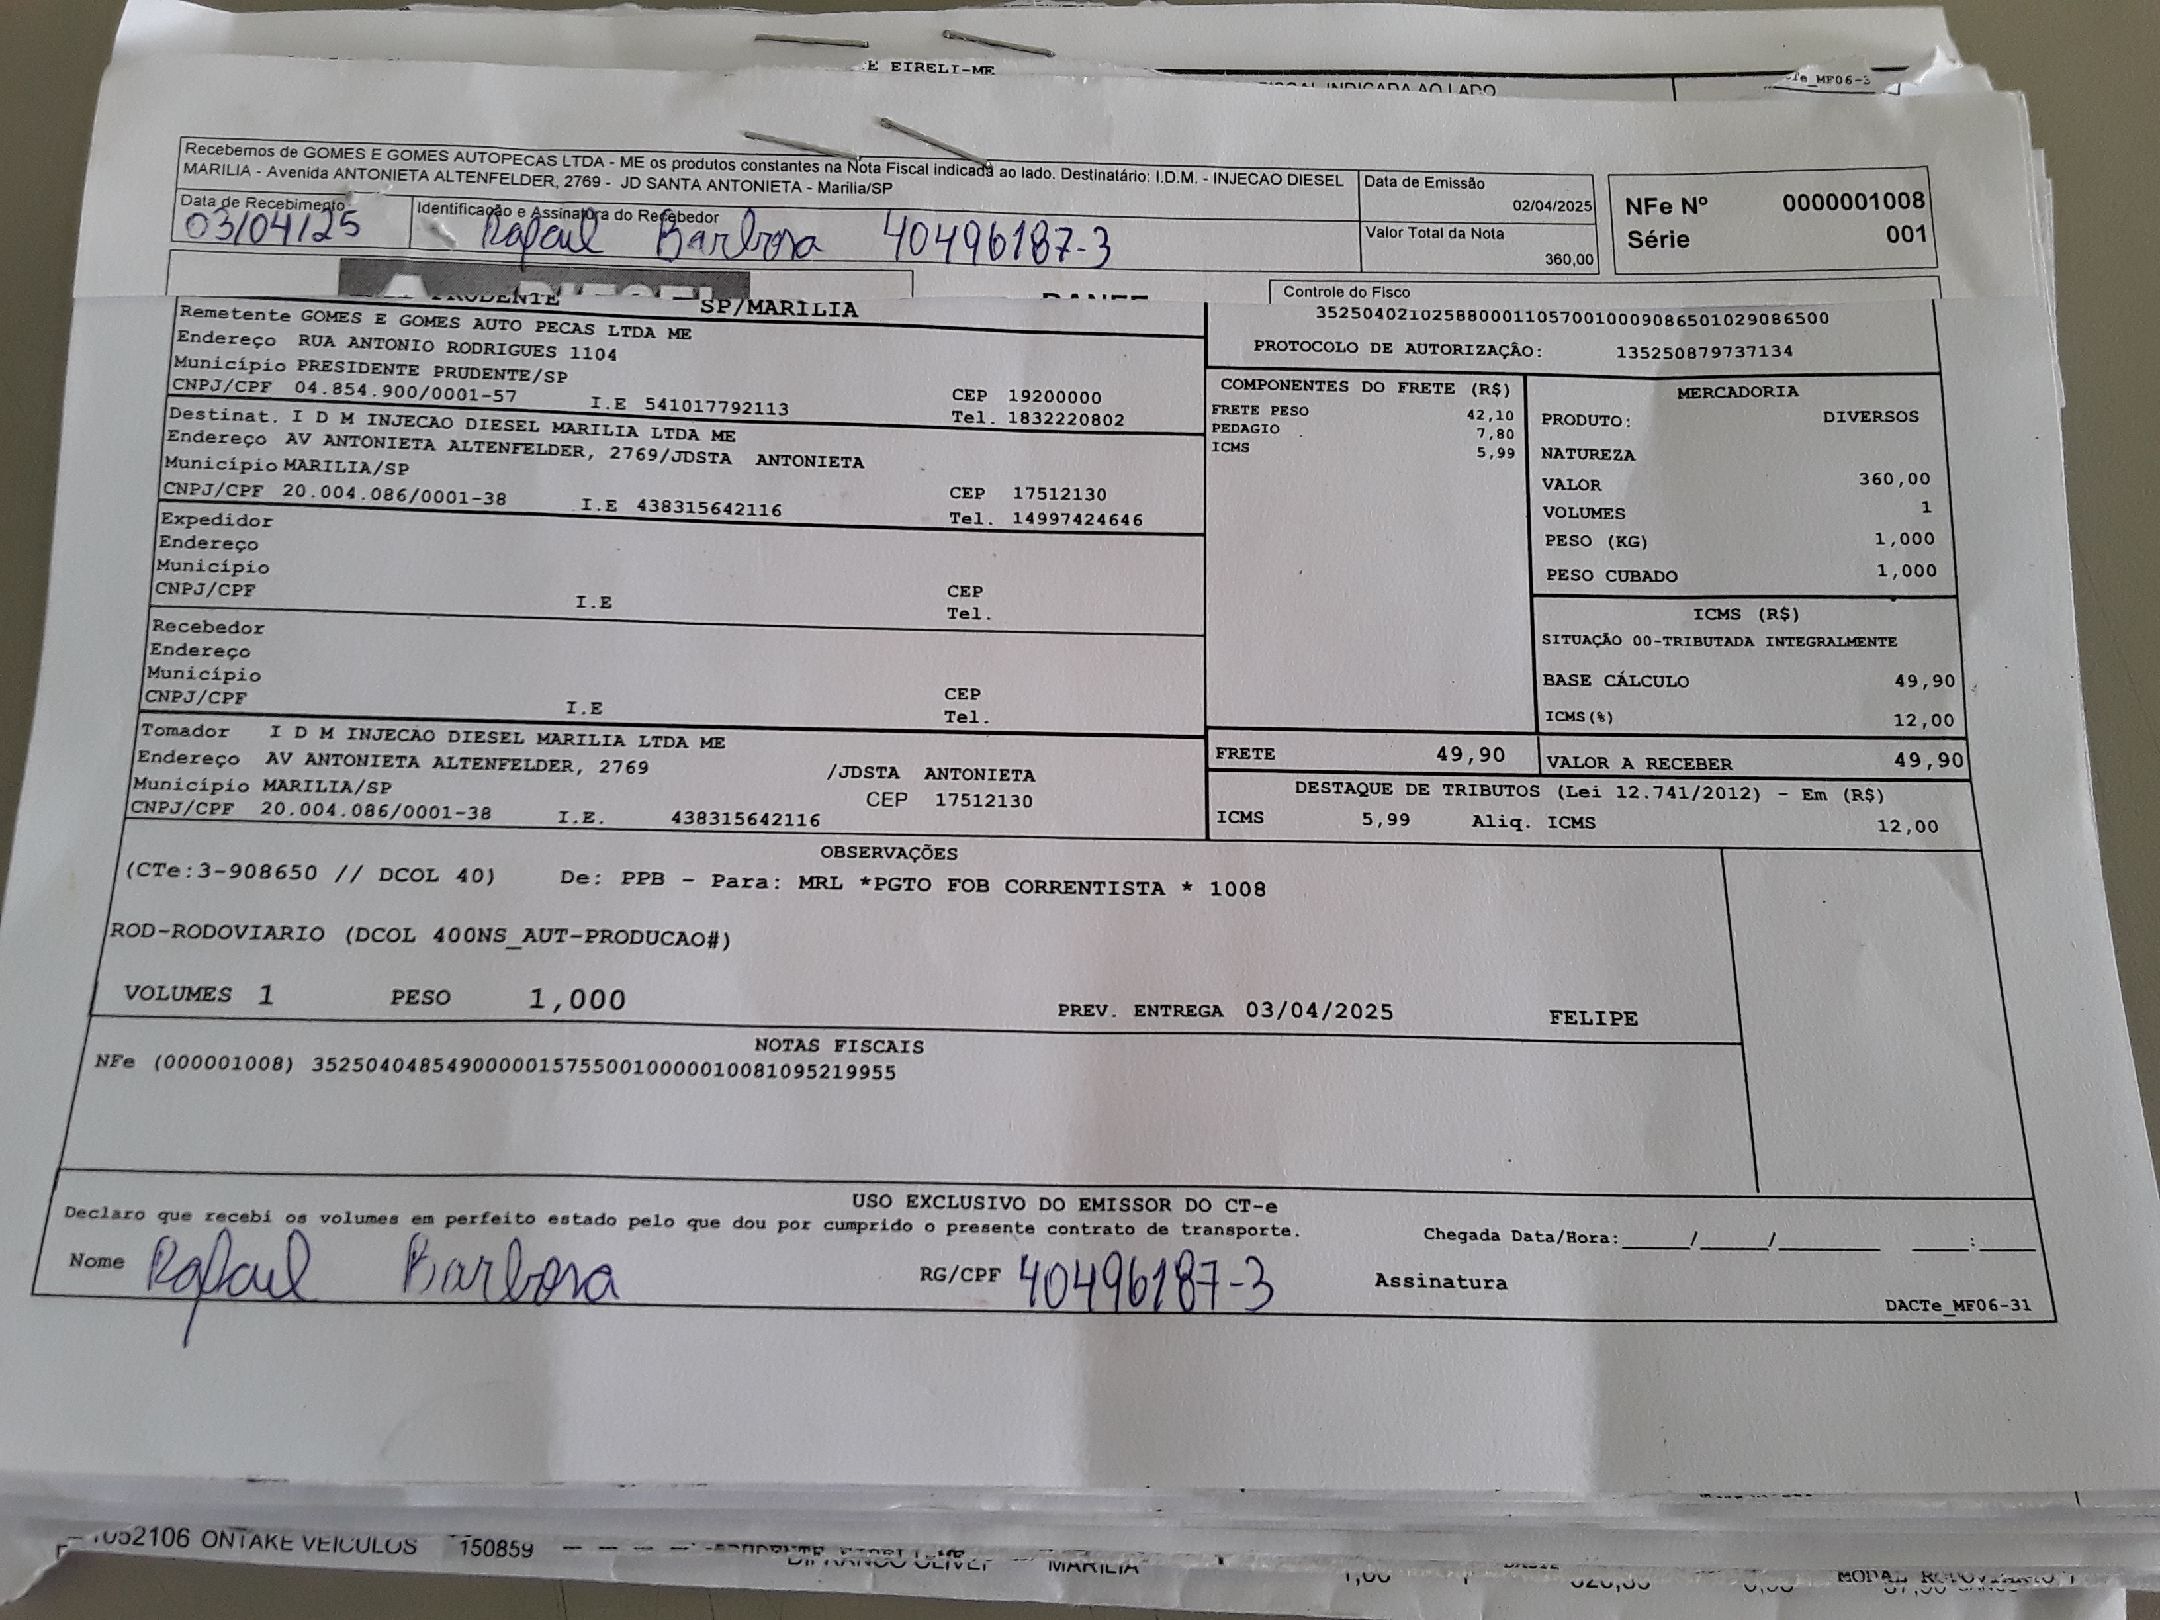 E EIRELI-ME
Te_MF06-3
Recebemos de GOMES E GOMES AUTOPECAS LTDA - ME os produtos constantes na Nota Fiscal indicada ao lado. Destinatário: I.D.M. - INJECAO DIESEL
MARILIA - Avenida ANTONIETA ALTENFELDER, 2769 - JD SANTA ANTONIETA - Marília/SP
Data de Emissão
02/04/2025
NFe Nº 0000001008
Série 001
Data de Recebimento
03/04/25
Identificação e Assinatura do Recebedor
Rafael Barbosa 40496187-3
Valor Total da Nota
360,00
SP/MARILIA
Controle do Fisco
Remetente GOMES E GOMES AUTO PECAS LTDA ME
Endereço RUA ANTONIO RODRIGUES 1104
Município PRESIDENTE PRUDENTE/SP
CNPJ/CPF 04.854.900/0001-57 I.E 541017792113
CEP 19200000
Tel. 1832220802
Destinat. I D M INJECAO DIESEL MARILIA LTDA ME
Endereço AV ANTONIETA ALTENFELDER, 2769/JDSTA ANTONIETA
Município MARILIA/SP
CNPJ/CPF 20.004.086/0001-38 I.E 438315642116
CEP 17512130
Tel. 14997424646
Expedidor
Endereço
Município
CNPJ/CPF I.E
CEP
Tel.
Recebedor
Endereço
Município
CNPJ/CPF I.E
CEP
Tel.
Tomador I D M INJECAO DIESEL MARILIA LTDA ME
Endereço AV ANTONIETA ALTENFELDER, 2769 /JDSTA ANTONIETA
Município MARILIA/SP CEP 17512130
CNPJ/CPF 20.004.086/0001-38 I.E. 438315642116
35250402102588000110570010009086501029086500
PROTOCOLO DE AUTORIZAÇÃO: 135250879737134
COMPONENTES DO FRETE (R$)
FRETE PESO 42,10
PEDAGIO 7,80
ICMS 5,99
MERCADORIA
PRODUTO: DIVERSOS
NATUREZA
VALOR 360,00
VOLUMES 1
PESO (KG) 1,000
PESO CUBADO 1,000
ICMS (R$)
SITUAÇÃO 00-TRIBUTADA INTEGRALMENTE
BASE CÁLCULO 49,90
ICMS(%) 12,00
FRETE 49,90
VALOR A RECEBER 49,90
DESTAQUE DE TRIBUTOS (Lei 12.741/2012) - Em (R$)
ICMS 5,99 Aliq. ICMS 12,00
OBSERVAÇÕES
(CTe:3-908650 // DCOL 40) De: PPB - Para: MRL *PGTO FOB CORRENTISTA * 1008
ROD-RODOVIARIO (DCOL 400NS_AUT-PRODUCAO#)
VOLUMES 1 PESO 1,000 PREV. ENTREGA 03/04/2025 FELIPE
NOTAS FISCAIS
NFe (000001008) 35250404854900000157550010000010081095219955
USO EXCLUSIVO DO EMISSOR DO CT-e
Declaro que recebi os volumes em perfeito estado pelo que dou por cumprido o presente contrato de transporte.
Chegada Data/Hora:_____/_____/________ ____:____
Nome Rafael Barbosa RG/CPF 40496187-3 Assinatura
DACTe_MF06-31
052106 ONTAKE VEICULOS 150859
MARILIA